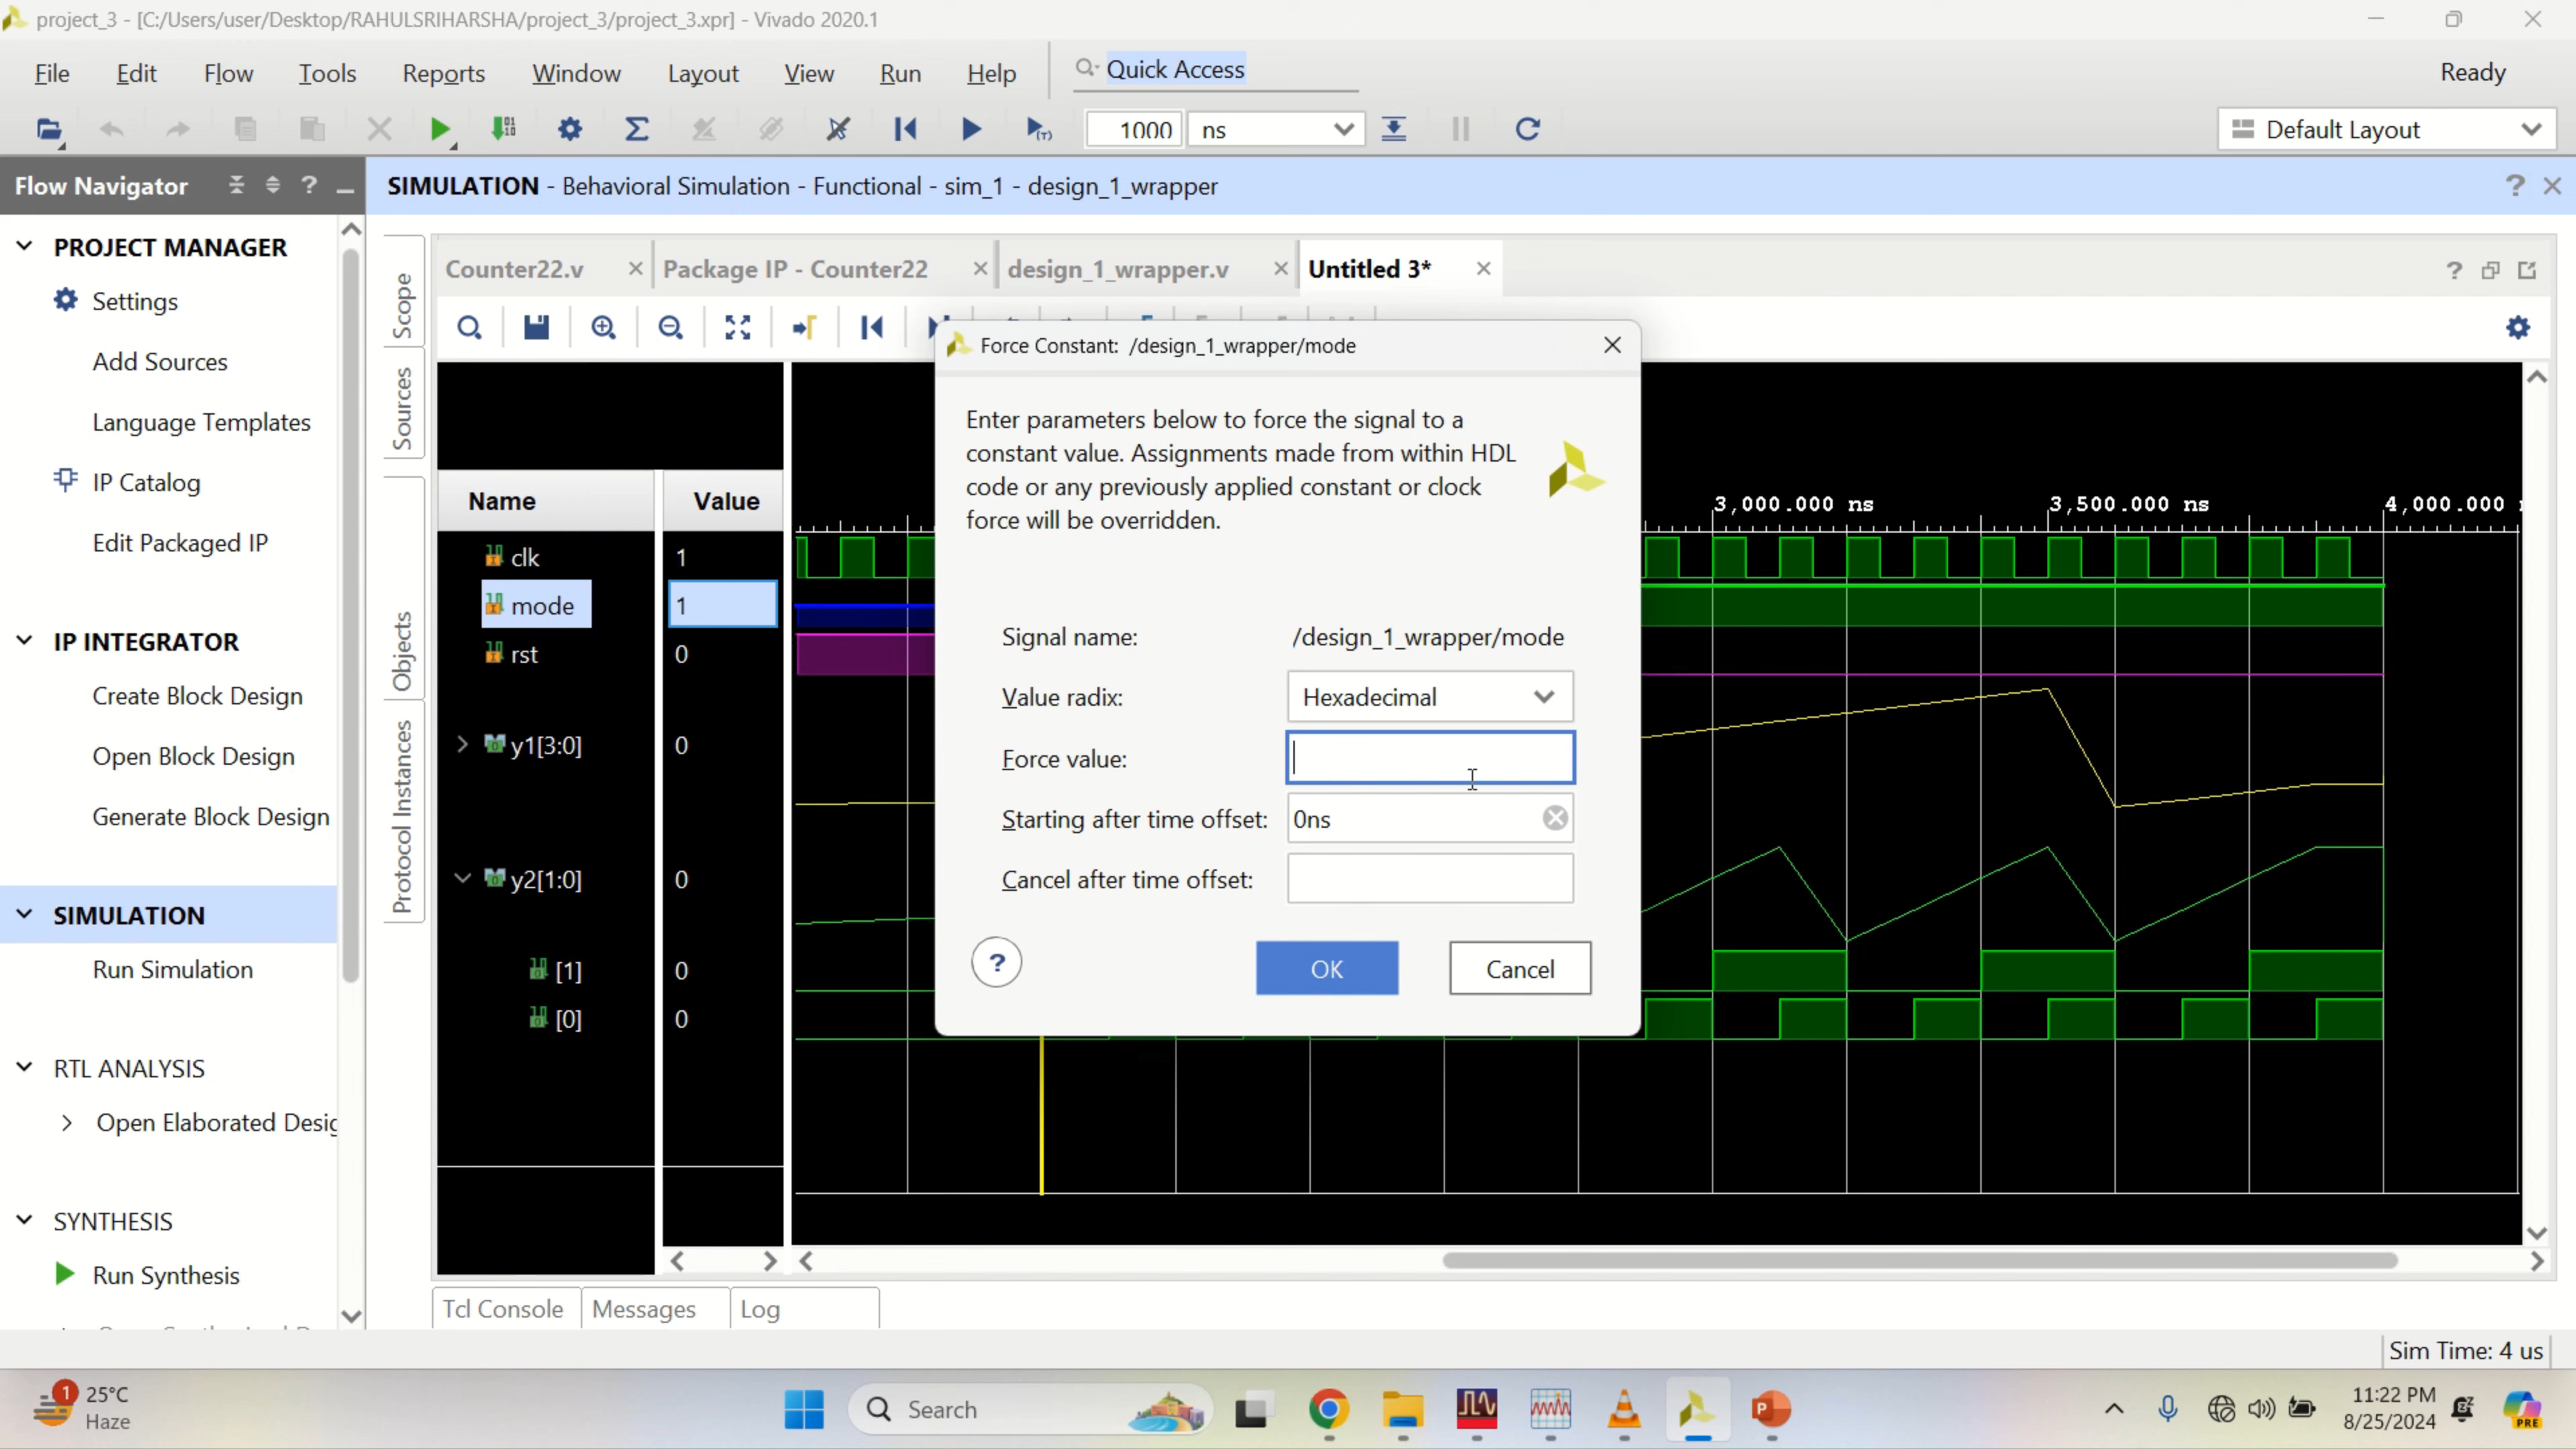 project_3 - [C:/Users/user/Desktop/RAHULSRIHARSHA/project_3/project_3.xpr] - Vivado 2020.1
File Edit Flow Tools Reports Window Layout View Run Help Quick Access Ready
1000 ns Default Layout
Flow Navigator
SIMULATION - Behavioral Simulation - Functional - sim_1 - design_1_wrapper
PROJECT MANAGER
Settings
Add Sources
Language Templates
IP Catalog
Edit Packaged IP
IP INTEGRATOR
Create Block Design
Open Block Design
Generate Block Design
SIMULATION
Run Simulation
RTL ANALYSIS
Open Elaborated Desig
SYNTHESIS
Run Synthesis
Scope
Sources
Objects
Protocol Instances
Counter22.v Package IP - Counter22 design_1_wrapper.v Untitled 3*
Name Value
clk 1
mode 1
rst 0
y1[3:0] 0
y2[1:0] 0
[1] 0
[0] 0
3,000.000 ns 3,500.000 ns 4,000.000
Force Constant: /design_1_wrapper/mode
Enter parameters below to force the signal to a
constant value. Assignments made from within HDL
code or any previously applied constant or clock
force will be overridden.
Signal name: /design_1_wrapper/mode
Value radix: Hexadecimal
Force value:
Starting after time offset: 0ns
Cancel after time offset:
? OK Cancel
Tcl Console Messages Log
Sim Time: 4 us
1 25°C
Haze
Search
11:22 PM
8/25/2024
PRE